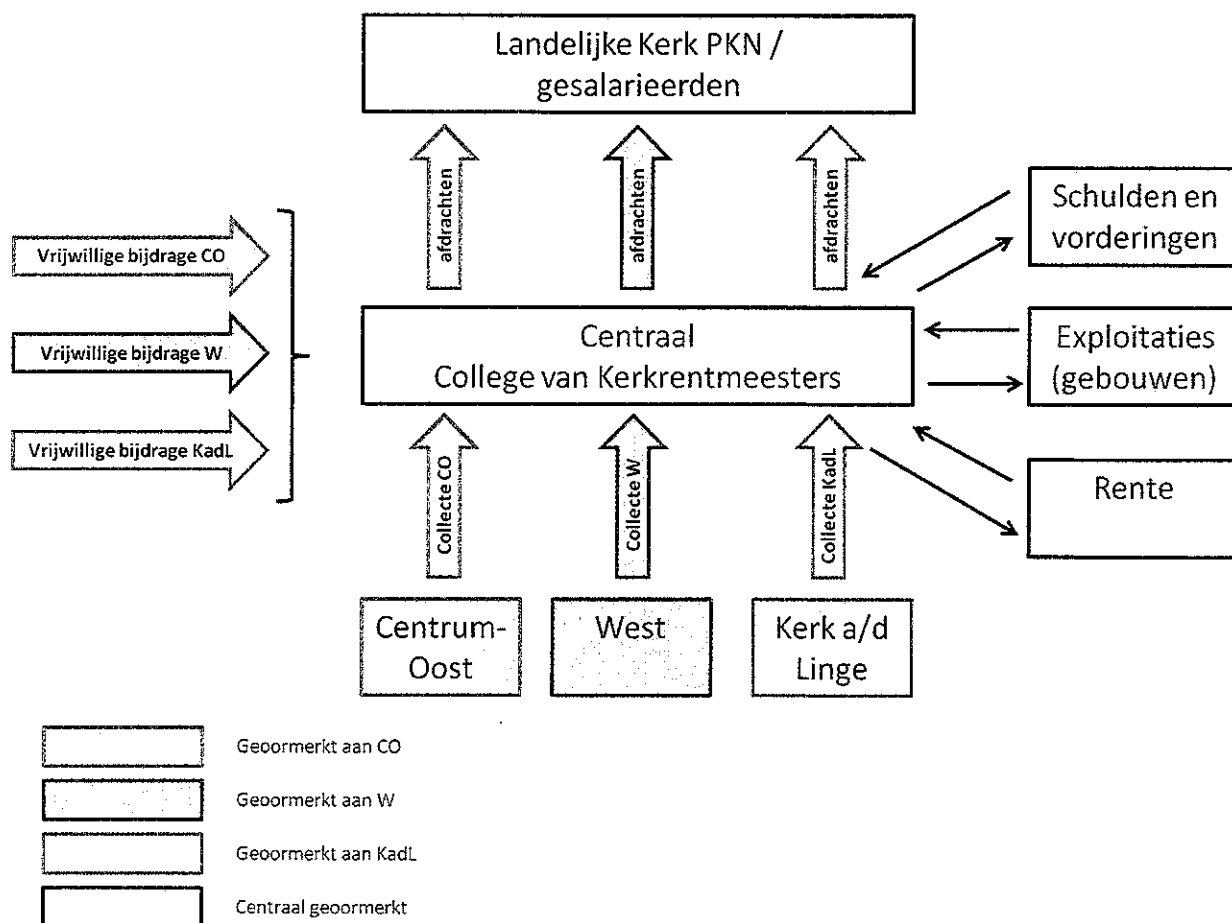 Landelijke Kerk PKN /
gesalarieerden
afdrachten
afdrachten
afdrachten
Schulden en
vorderingen
Vrijwillige bijdrage CO
Vrijwillige bijdrage W
Vrijwillige bijdrage KadL
Centraal
College van Kerkrentmeesters
Exploitaties
(gebouwen)
Rente
Collecte CO
Collecte W
Collecte KadL
Centrum-
Oost
West
Kerk a/d
Linge
Geoormerkt aan CO
Geoormerkt aan W
Geoormerkt aan KadL
Centraal geoormerkt